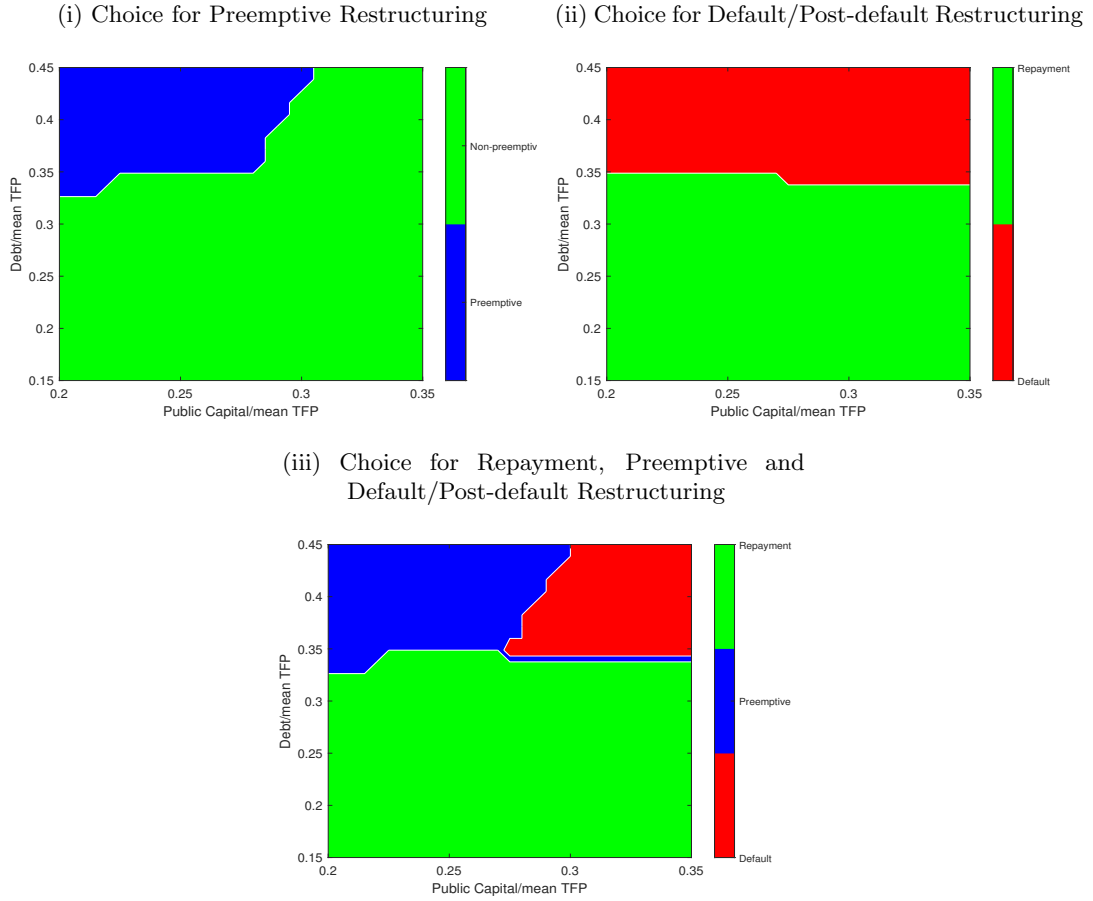 (i) Choice for Preemptive Restructuring
(ii) Choice for Default/Post-default Restructuring
0.45
0.4
0.35
0.3
0.25
0.2
0.15
Debt/mean TFP
0.2
0.25
0.3
0.35
Public Capital/mean TFP
Non-preemptiv
Preemptive
0.45
0.4
0.35
0.3
0.25
0.2
0.15
Debt/mean TFP
0.2
0.25
0.3
0.35
Public Capital/mean TFP
Repayment
Default
(iii) Choice for Repayment, Preemptive and
Default/Post-default Restructuring
0.45
0.4
0.35
0.3
0.25
0.2
0.15
Debt/mean TFP
0.2
0.25
0.3
0.35
Public Capital/mean TFP
Repayment
Preemptive
Default